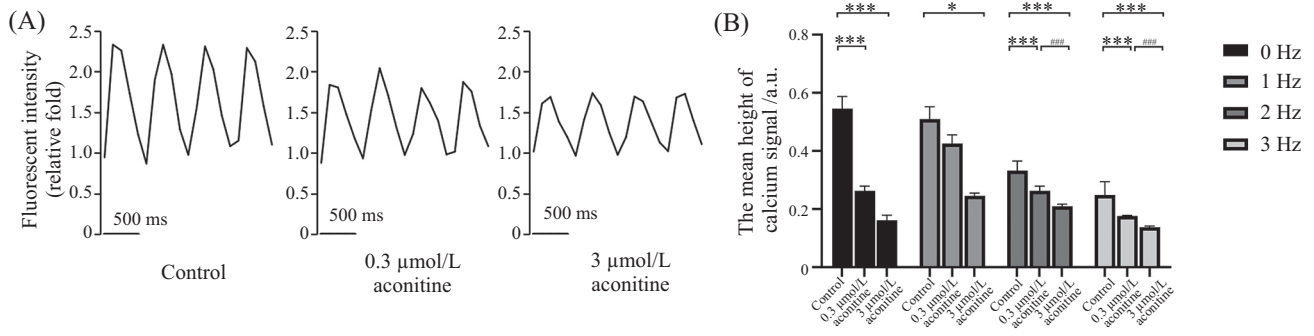 (A)
Fluorescent intensity
(relative fold)
2.5
2.0
1.5
1.0
0.5
0
500 ms
Control
2.5
2.0
1.5
1.0
0.5
0
500 ms
0.3 μmol/L
aconitine
2.5
2.0
1.5
1.0
0.5
0
500 ms
3 μmol/L
aconitine
(B)
The mean height of
calcium signal /a.u.
0.8
0.6
0.4
0.2
0
***
***
*
***
***
###
***
***
###
Control
0.3 μmol/L
aconitine
3 μmol/L
aconitine
Control
0.3 μmol/L
aconitine
3 μmol/L
aconitine
Control
0.3 μmol/L
aconitine
3 μmol/L
aconitine
Control
0.3 μmol/L
aconitine
3 μmol/L
aconitine
0 Hz
1 Hz
2 Hz
3 Hz